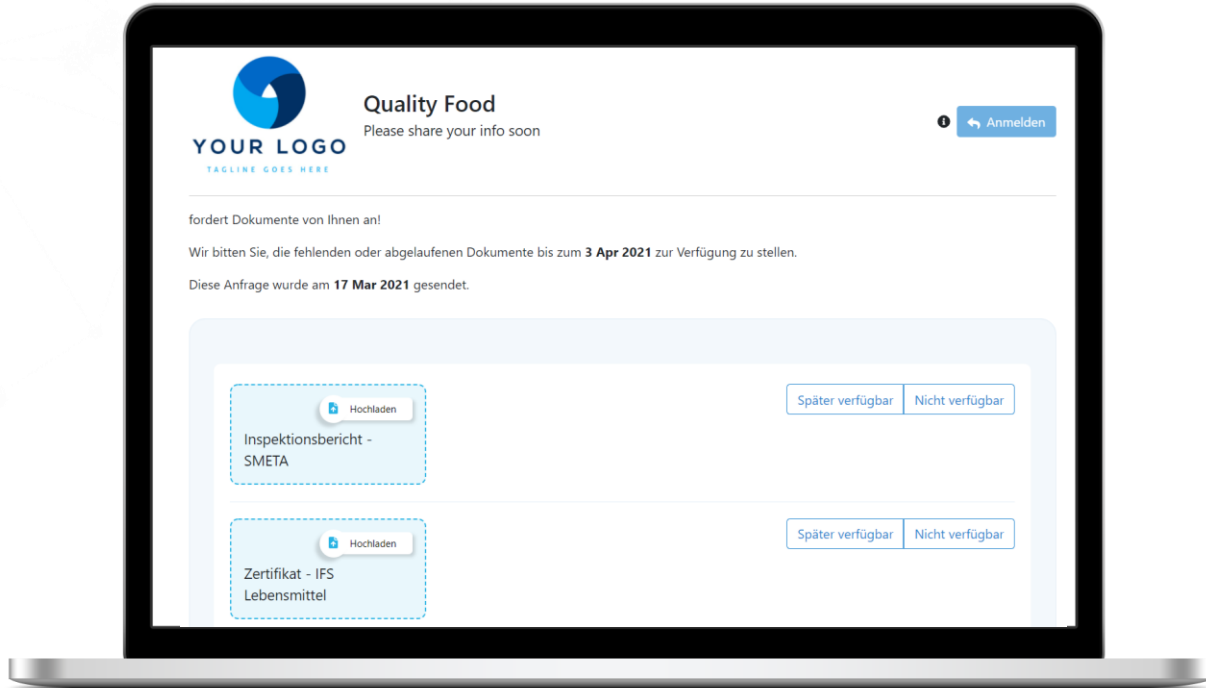 YOUR LOGO
TAGLINE GOES HERE
Quality Food
Please share your info soon
Anmelden
fordert Dokumente von Ihnen an!
Wir bitten Sie, die fehlenden oder abgelaufenen Dokumente bis zum 3 Apr 2021 zur Verfügung zu stellen.
Diese Anfrage wurde am 17 Mar 2021 gesendet.
Hochladen
Inspektionsbericht -
SMETA
Später verfügbar
Nicht verfügbar
Hochladen
Zertifikat - IFS
Lebensmittel
Später verfügbar
Nicht verfügbar